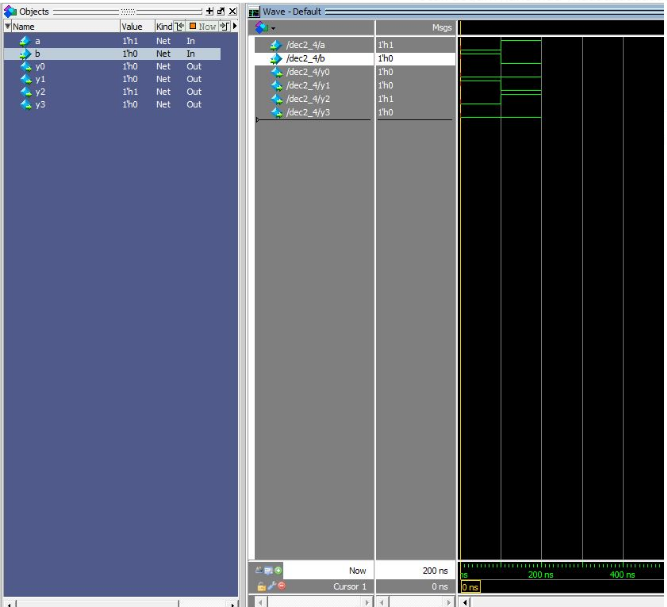 Objects
Name Value Kind Now
a 1'h1 Net In
b 1'h0 Net In
y0 1'h0 Net Out
y1 1'h0 Net Out
y2 1'h1 Net Out
y3 1'h0 Net Out
Wave - Default
Msgs
/dec2_4/a 1'h1
/dec2_4/b 1'h0
/dec2_4/y0 1'h0
/dec2_4/y1 1'h0
/dec2_4/y2 1'h1
/dec2_4/y3 1'h0
Now 200 ns ns 200 ns 400 ns
Cursor 1 0 ns 0 ns